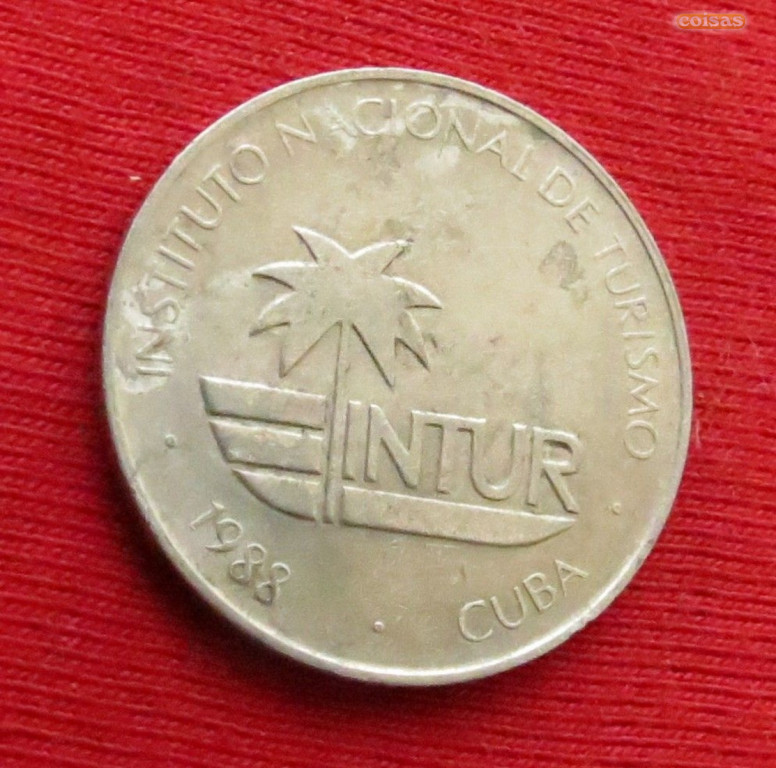 coisas
INSTITUTO NACIONAL DE TURISMO
INTUR
1988 · CUBA